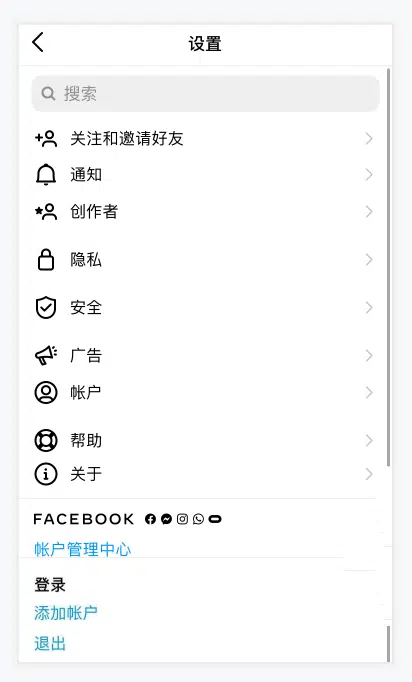 设置
搜索
关注和邀请好友
通知
创作者
隐私
安全
广告
帐户
帮助
关于
FACEBOOK
帐户管理中心
登录
添加帐户
退出